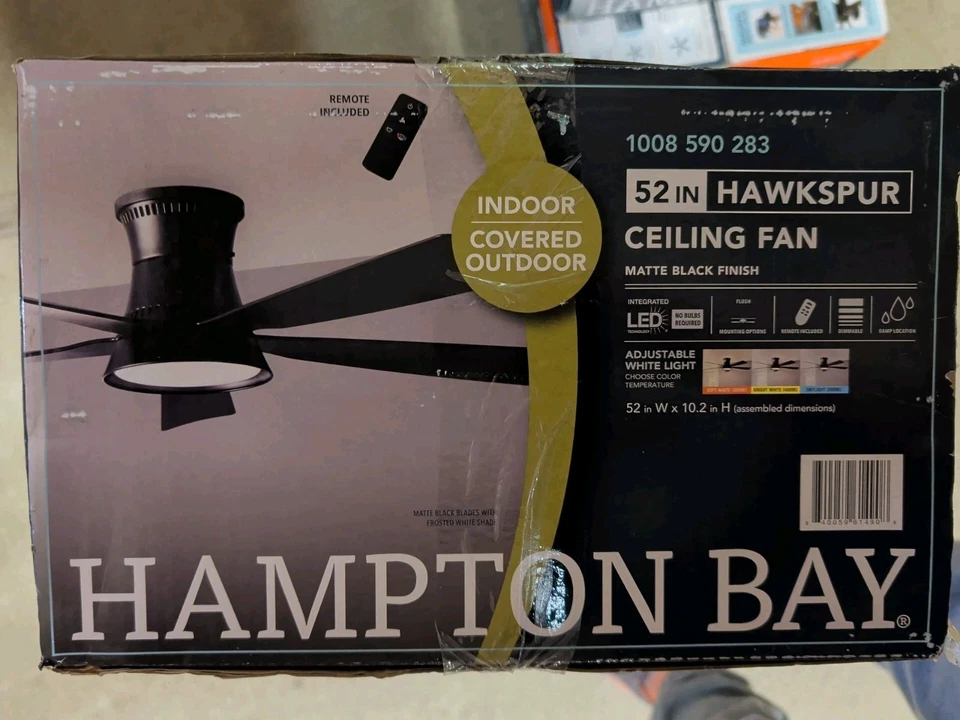 REMOTE
INCLUDED
INDOOR
COVERED
OUTDOOR
1008 590 283
52 IN HAWKSPUR
CEILING FAN
MATTE BLACK FINISH
INTEGRATED
LED
TECHNOLOGY
NO BULBS
REQUIRED
FLUSH
MOUNTING OPTIONS
REMOTE INCLUDED
DIMMABLE
DAMP LOCATION
ADJUSTABLE
WHITE LIGHT
CHOOSE COLOR
TEMPERATURE
52 in W x 10.2 in H (assembled dimensions)
MATTE BLACK BLADES WITH
FROSTED WHITE SHADE
HAMPTON BAY®